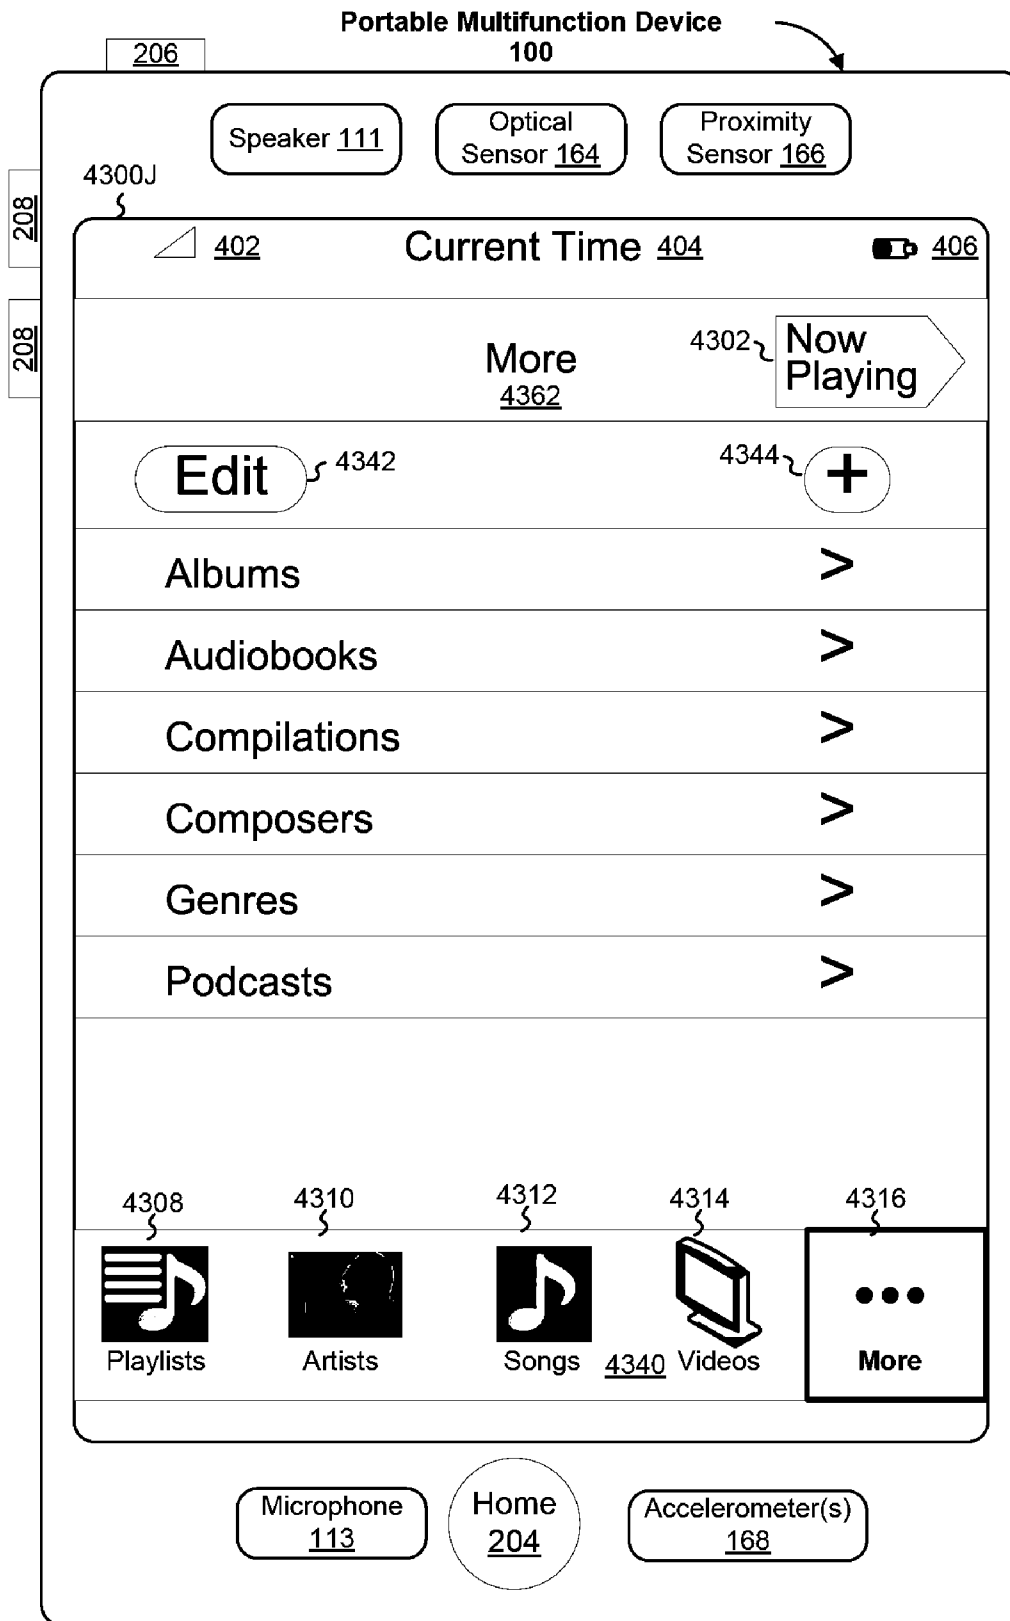 Portable Multifunction Device
100
206
Speaker 111
Optical
Sensor 164
Proximity
Sensor 166
4300J
208
208
402
Current Time 404
406
More
4362
4302
Now
Playing
Edit
4342
4344
+
Albums >
Audiobooks >
Compilations >
Composers >
Genres >
Podcasts >
4308
4310
4312
4314
4316
Playlists
Artists
Songs
4340
Videos
More
Microphone
113
Home
204
Accelerometer(s)
168